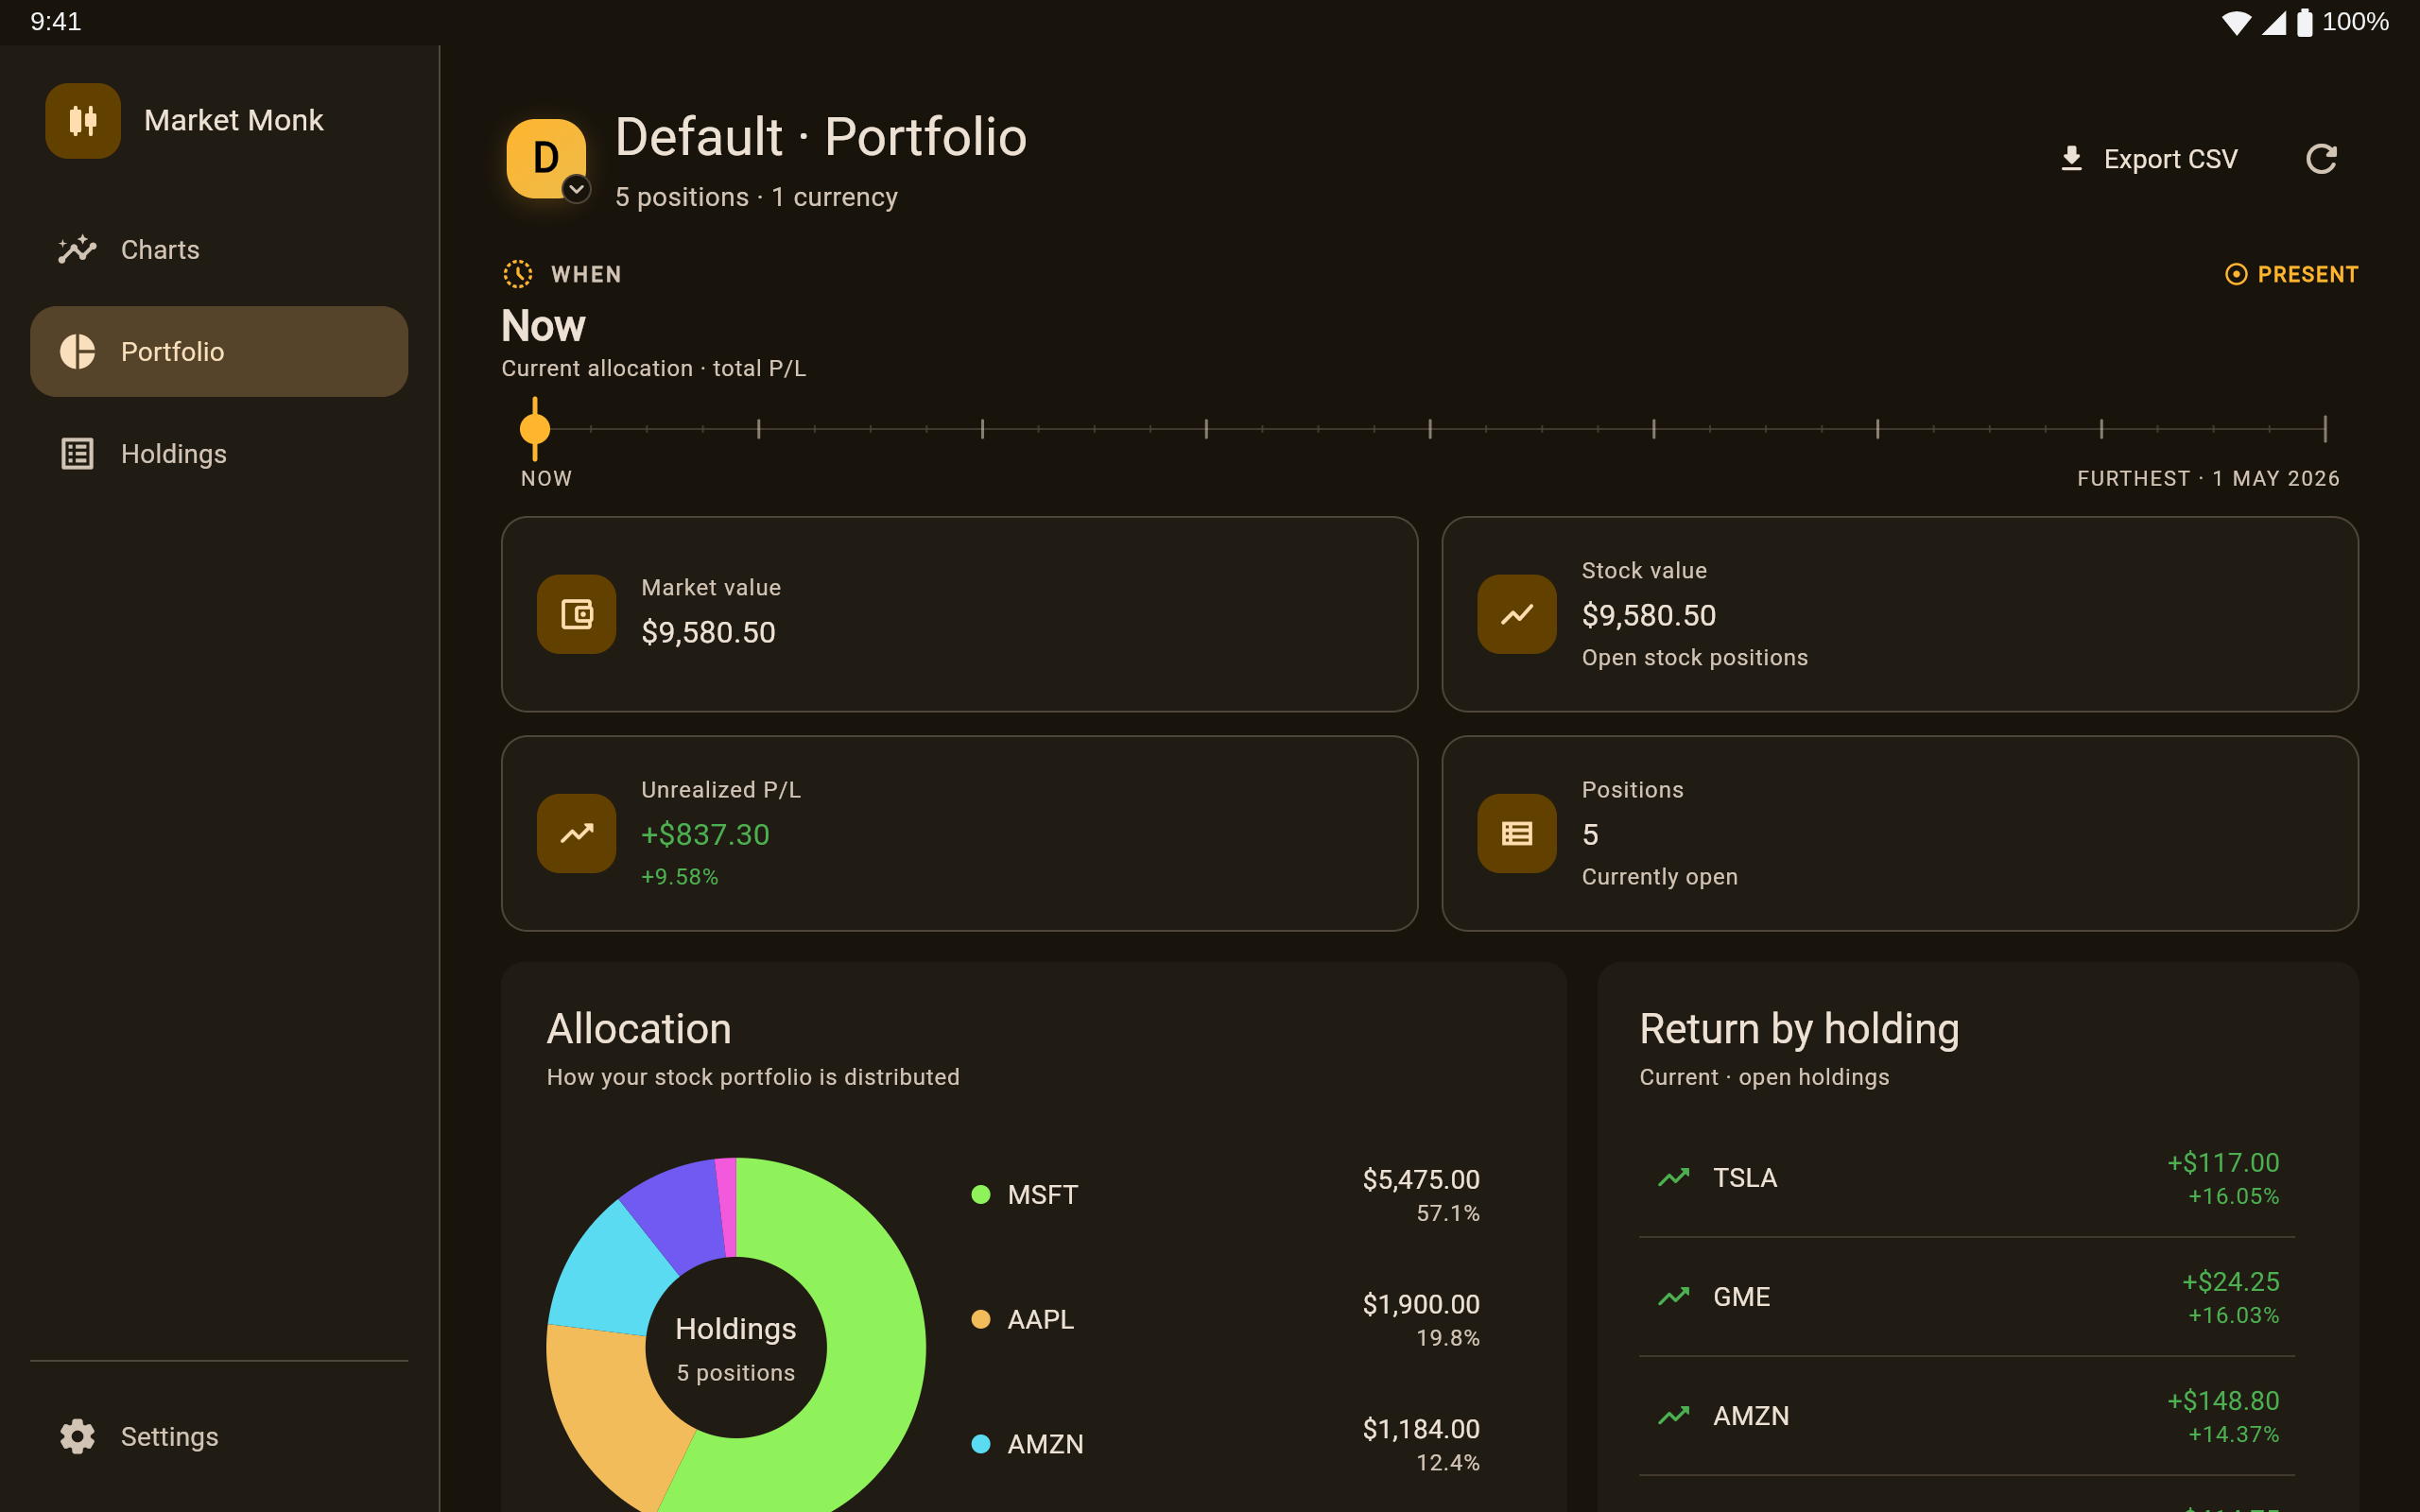 9:41
100%
Market Monk
Charts
Portfolio
Holdings
Settings
D
Default · Portfolio
5 positions · 1 currency
Export CSV
WHEN
PRESENT
Now
Current allocation · total P/L
NOW
FURTHEST · 1 MAY 2026
Market value
$9,580.50
Stock value
$9,580.50
Open stock positions
Unrealized P/L
+$837.30
+9.58%
Positions
5
Currently open
Allocation
How your stock portfolio is distributed
Holdings
5 positions
MSFT
$5,475.00
57.1%
AAPL
$1,900.00
19.8%
AMZN
$1,184.00
12.4%
Return by holding
Current · open holdings
TSLA
+$117.00
+16.05%
GME
+$24.25
+16.03%
AMZN
+$148.80
+14.37%